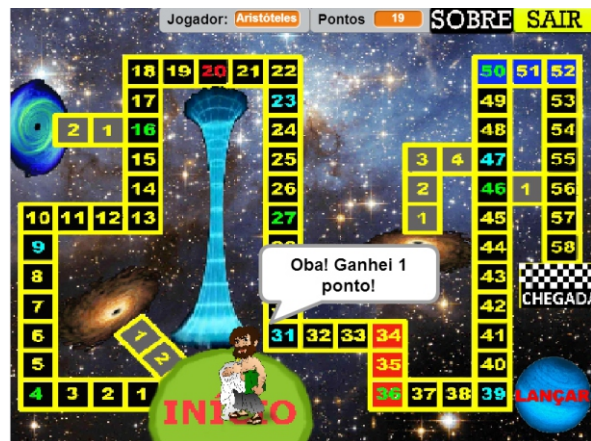 Jogador: Aristóteles Pontos 19 SOBRE SAIR
18 19 20 21 22 50 51 52
17 23 49 53
2 1 16 24 48 54
15 25 3 4 47 55
14 26 2 46 1 56
10 11 12 13 27 1 45 57
9 44 58
8 43
7 42
Oba! Ganhei 1
ponto!
CHEGADA
6 1 31 32 33 34 41
5 2 35 40
4 3 2 1 INÍCIO 36 37 38 39 LANÇAR